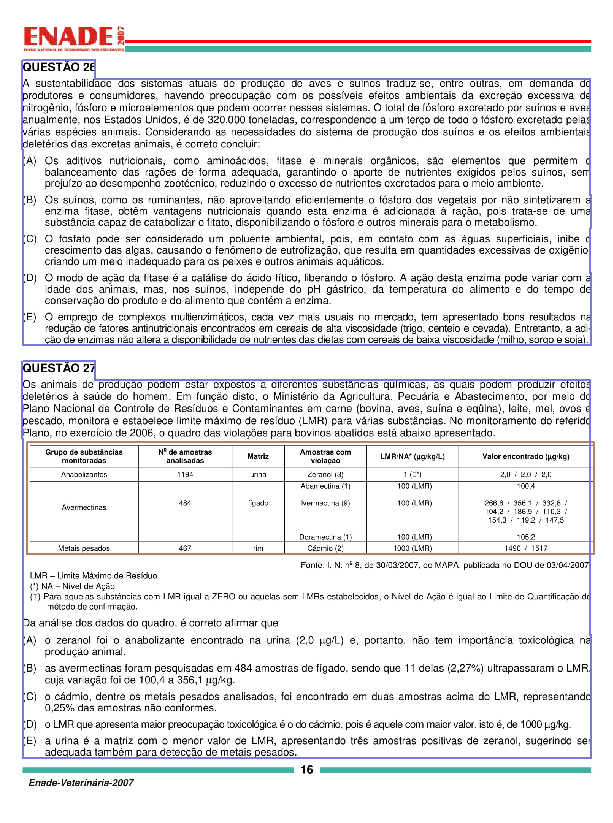 ENADE 2007
EXAME NACIONAL DE DESEMPENHO DOS ESTUDANTES
QUESTÃO 26
A sustentabilidade dos sistemas atuais de produção de aves e suínos traduz-se, entre outras, em demanda de
produtores e consumidores, havendo preocupação com os possíveis efeitos ambientais da excreção excessiva de
nitrogênio, fósforo e microelementos que podem ocorrer nesses sistemas. O total de fósforo excretado por suínos e aves
anualmente, nos Estados Unidos, é de 320.000 toneladas, correspondendo a um terço de todo o fósforo excretado pelas
várias espécies animais. Considerando as necessidades do sistema de produção dos suínos e os efeitos ambientais
deletérios das excretas animais, é correto concluir:
(A) Os aditivos nutricionais, como aminoácidos, fitase e minerais orgânicos, são elementos que permitem o
balanceamento das rações de forma adequada, garantindo o aporte de nutrientes exigidos pelos suínos, sem
prejuízo ao desempenho zootécnico, reduzindo o excesso de nutrientes excretados para o meio ambiente.
(B) Os suínos, como os ruminantes, não aproveitando eficientemente o fósforo dos vegetais por não sintetizarem a
enzima fitase, obtêm vantagens nutricionais quando esta enzima é adicionada à ração, pois trata-se de uma
substância capaz de catabolizar o fitato, disponibilizando o fósforo e outros minerais para o metabolismo.
(C) O fosfato pode ser considerado um poluente ambiental, pois, em contato com as águas superficiais, inibe o
crescimento das algas, causando o fenômeno de eutrofização, que resulta em quantidades excessivas de oxigênio,
criando um meio inadequado para os peixes e outros animais aquáticos.
(D) O modo de ação da fitase é a catálise do ácido fítico, liberando o fósforo. A ação desta enzima pode variar com a
idade dos animais, mas, nos suínos, independe do pH gástrico, da temperatura do alimento e do tempo de
conservação do produto e do alimento que contém a enzima.
(E) O emprego de complexos multienzimáticos, cada vez mais usuais no mercado, tem apresentado bons resultados na
redução de fatores antinutricionais encontrados em cereais de alta viscosidade (trigo, centeio e cevada). Entretanto, a adi-
ção de enzimas não altera a disponibilidade de nutrientes das dietas com cereais de baixa viscosidade (milho, sorgo e soja).
QUESTÃO 27
Os animais de produção podem estar expostos a diferentes substâncias químicas, as quais podem produzir efeitos
deletérios à saúde do homem. Em função disto, o Ministério da Agricultura, Pecuária e Abastecimento, por meio do
Plano Nacional de Controle de Resíduos e Contaminantes em carne (bovina, aves, suína e eqüina), leite, mel, ovos e
pescado, monitora e estabelece limite máximo de resíduo (LMR) para várias substâncias. No monitoramento do referido
Plano, no exercício de 2006, o quadro das violações para bovinos abatidos está abaixo apresentado.
Grupo de substâncias monitoradas Nº de amostras analisadas Matriz Amostras com violação LMR/NA* (µg/kg/L) Valor encontrado (µg/kg)
Anabolizantes 1194 urina Zeranol (3) 1 (1*) 2,0 / 2,0 / 2,0
Abamectina (1) 100 (LMR) 100,4
Avermectinas 484 fígado Ivermectina (9) 100 (LMR) 266,8 / 356,1 / 332,8 /
104,2 / 186,9 / 110,3 /
154,3 / 119,2 / 147,5
Doramectina (1) 100 (LMR) 105,2
Metais pesados 467 rim Cádmio (2) 1000 (LMR) 1490 / 1517
Fonte: I. N. nº 8, de 30/03/2007, do MAPA, publicada no DOU de 03/04/2007.
LMR – Limite Máximo de Resíduo
(*) NA – Nível de Ação
(1) Para aquelas substâncias com LMR igual a ZERO ou aquelas sem LMRs estabelecidos, o Nível de Ação é igual ao Limite de Quantificação do
método de confirmação.
Da análise dos dados do quadro, é correto afirmar que
(A) o zeranol foi o anabolizante encontrado na urina (2,0 µg/L) e, portanto, não tem importância toxicológica na
produção animal.
(B) as avermectinas foram pesquisadas em 484 amostras de fígado, sendo que 11 delas (2,27%) ultrapassaram o LMR,
cuja variação foi de 100,4 a 356,1 µg/kg.
(C) o cádmio, dentre os metais pesados analisados, foi encontrado em duas amostras acima do LMR, representando
0,25% das amostras não conformes.
(D) o LMR que apresenta maior preocupação toxicológica é o do cádmio, pois é aquele com maior valor, isto é, de 1000 µg/kg.
(E) a urina é a matriz com o menor valor de LMR, apresentando três amostras positivas de zeranol, sugerindo ser
adequada também para detecção de metais pesados.
16
Enade-Veterinária-2007